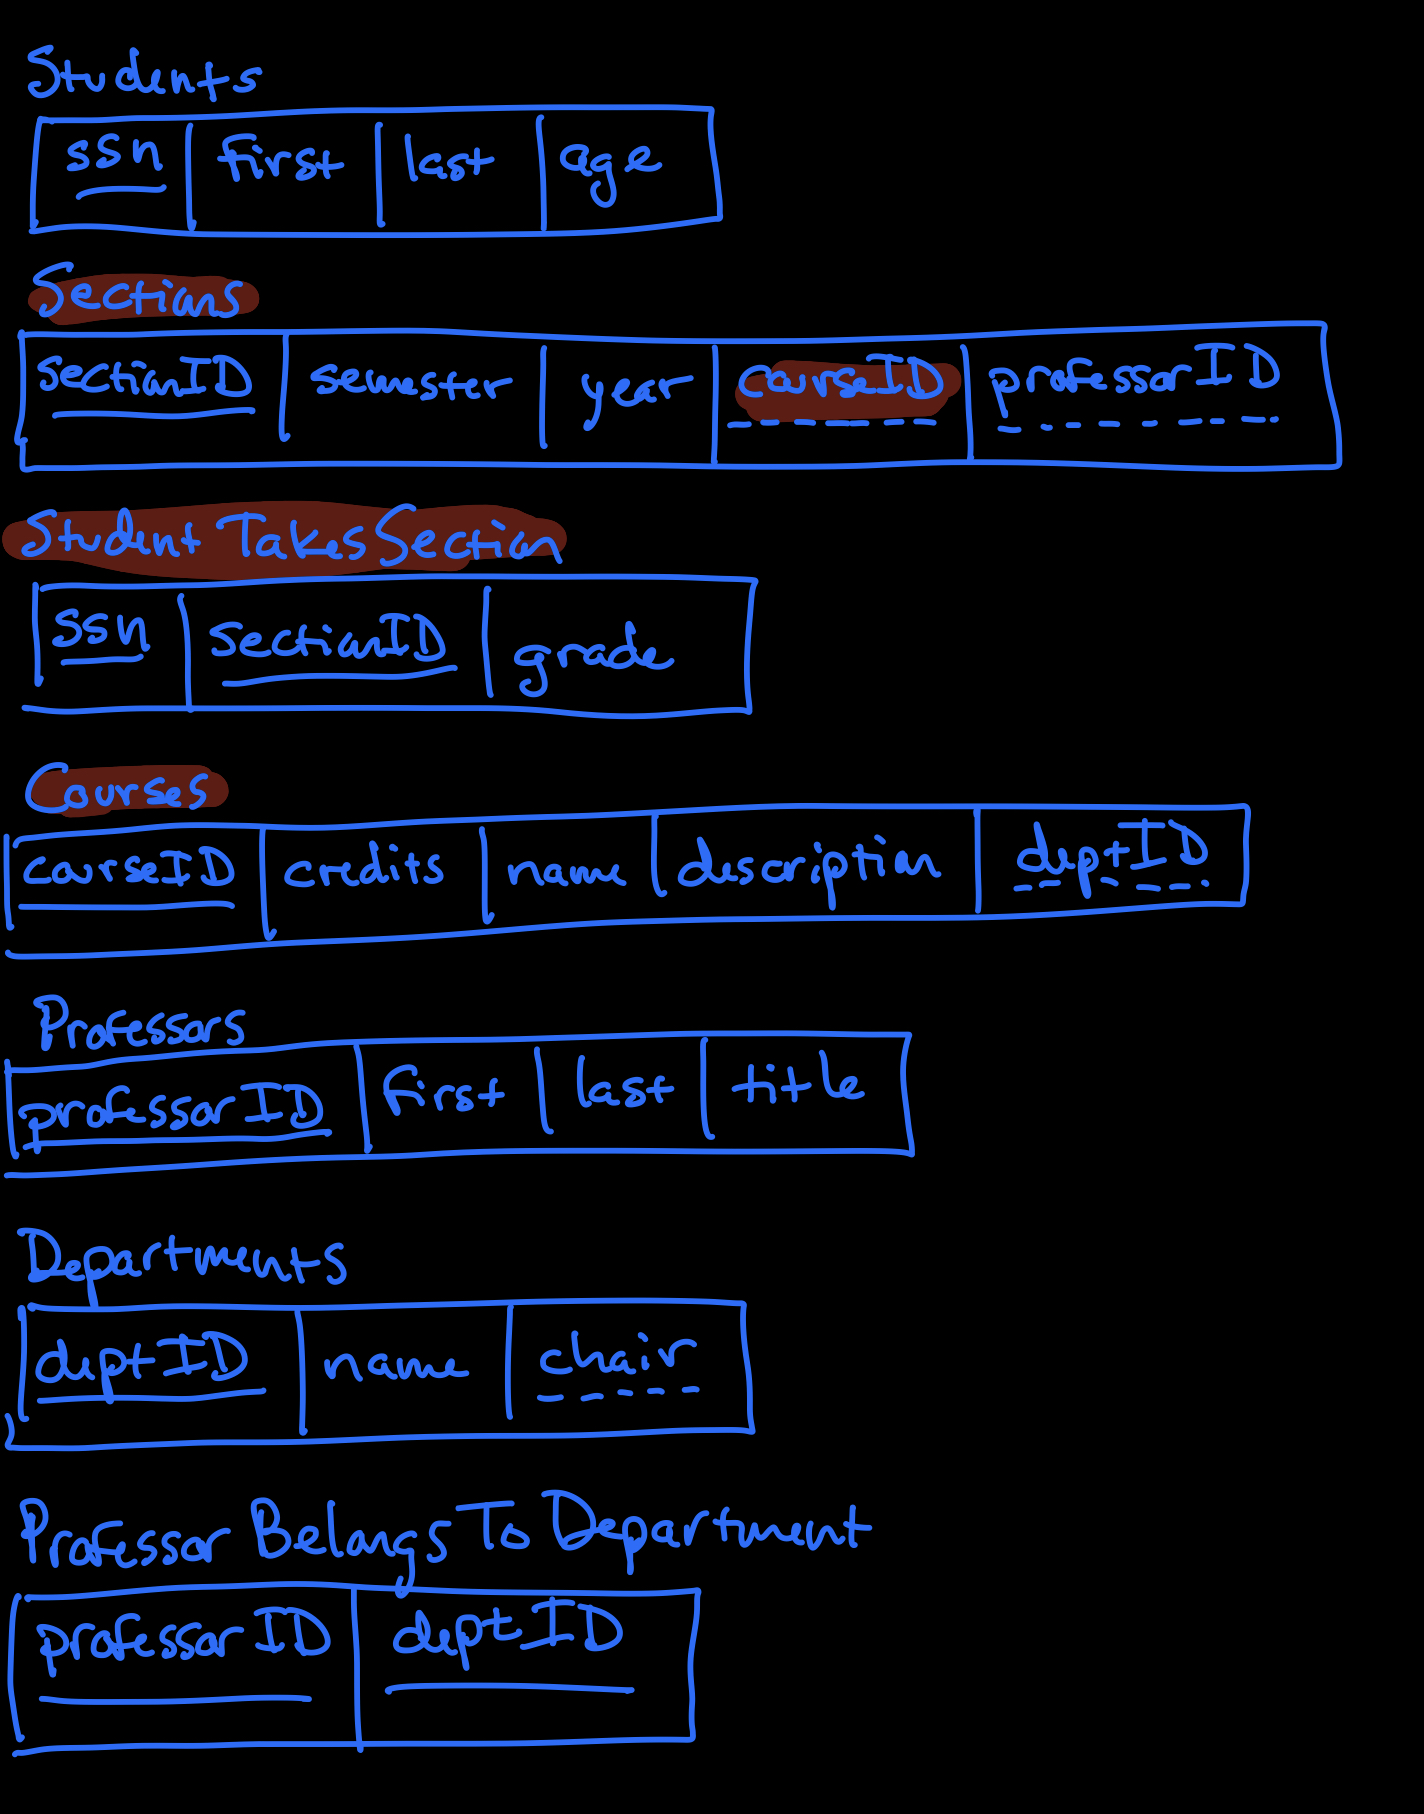 Students
ssn first last age
Sections
sectionID semester year courseID professorID
Student Takes Section
ssn SectionID grade
Courses
courseID credits name description deptID
Professors
professorID first last title
Departments
deptID name chair
Professor Belongs To Department
professorID deptID